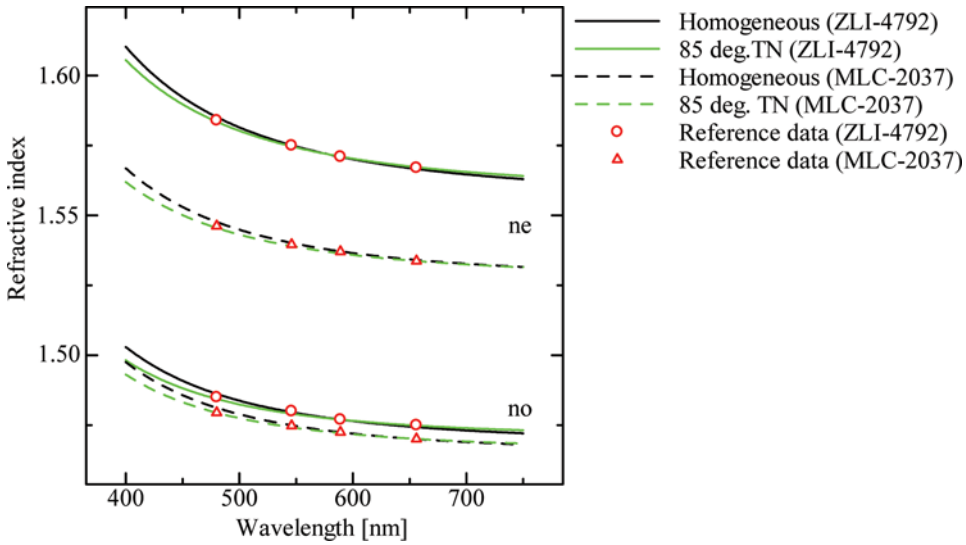 Homogeneous (ZLI-4792)
85 deg.TN (ZLI-4792)
Homogeneous (MLC-2037)
85 deg. TN (MLC-2037)
Reference data (ZLI-4792)
Reference data (MLC-2037)
Refractive index
1.60
1.55
1.50
ne
no
400 500 600 700
Wavelength [nm]